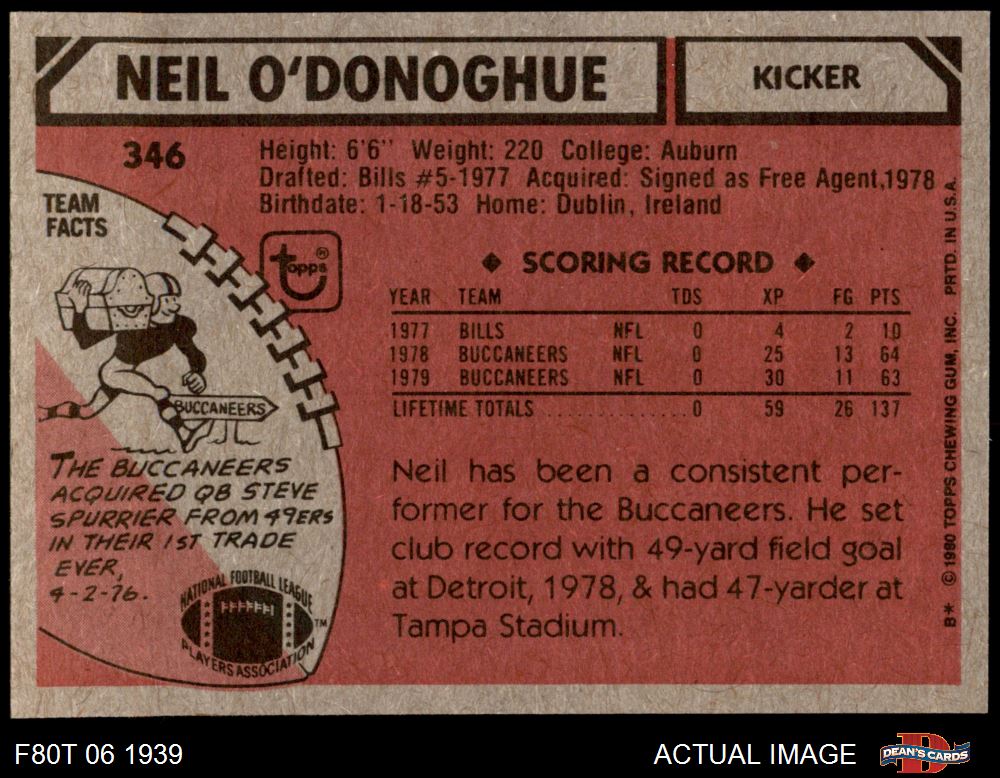 NEIL O'DONOGHUE
KICKER
346
Height: 6'6" Weight: 220 College: Auburn
Drafted: Bills #5-1977 Acquired: Signed as Free Agent,1978
Birthdate: 1-18-53 Home: Dublin, Ireland
TEAM
FACTS
Topps®
BUCCANEERS
THE BUCCANEERS
ACQUIRED QB STEVE
SPURRIER FROM 49ERS
IN THEIR 1ST TRADE
EVER,
4-2-76.
NATIONAL FOOTBALL LEAGUE
PLAYERS ASSOCIATION
TM
◆ SCORING RECORD ◆
YEAR TEAM TDS XP FG PTS
1977 BILLS NFL 0 4 2 10
1978 BUCCANEERS NFL 0 25 13 64
1979 BUCCANEERS NFL 0 30 11 63
LIFETIME TOTALS ................0 59 26 137
Neil has been a consistent per-
former for the Buccaneers. He set
club record with 49-yard field goal
at Detroit, 1978, & had 47-yarder at
Tampa Stadium.
B* © 1980 TOPPS CHEWING GUM, INC. PRTD. IN U.S.A.
F80T 06 1939
ACTUAL IMAGE
D
DEAN'S CARDS